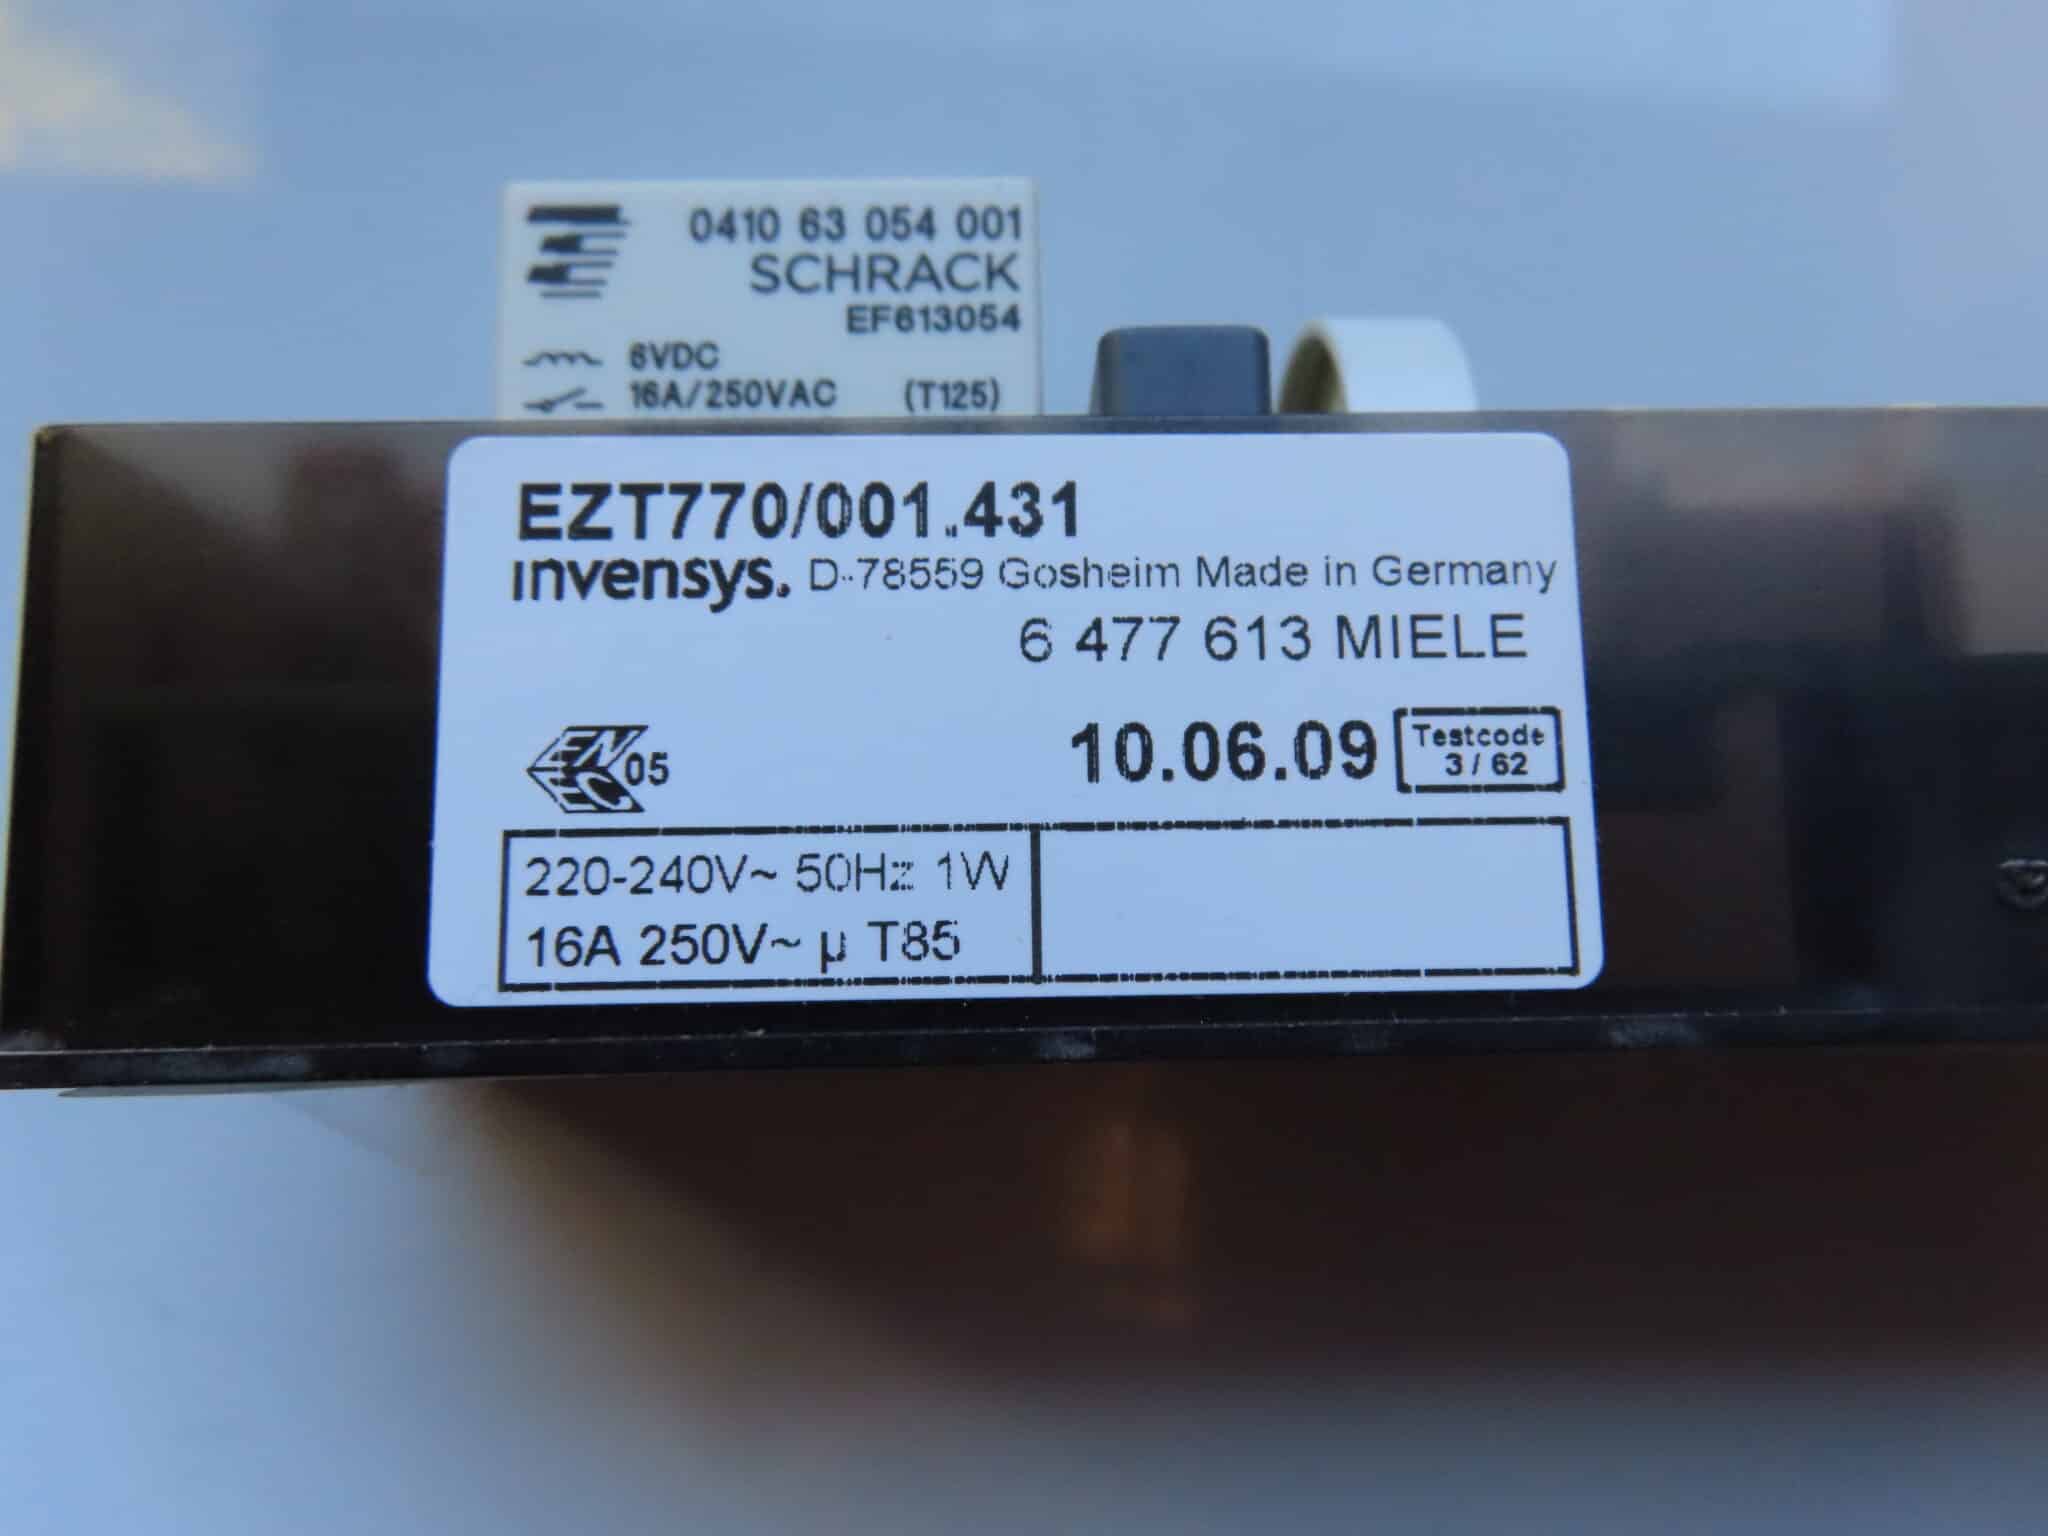 0410 63 054 001
SCHRACK
EF613054
6VDC
16A/250VAC (T125)
EZT770/001.431
invensys. D-78559 Gosheim Made in Germany
6 477 613 MIELE
ENEC 05
10.06.09
Testcode
3 / 62
220-240V~ 50Hz 1W
16A 250V~ µ T85